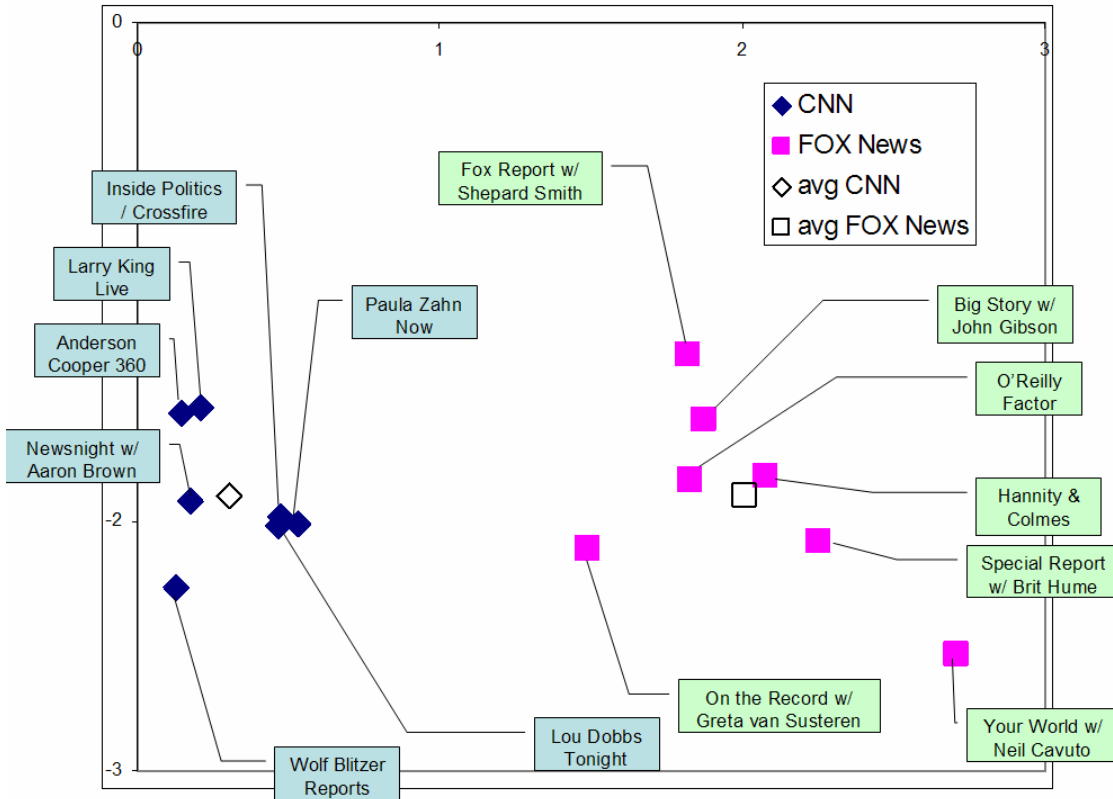 0
0
1
2
3
CNN
FOX News
avg CNN
avg FOX News
Fox Report w/
Shepard Smith
Inside Politics
/ Crossfire
Larry King
Live
Paula Zahn
Now
Big Story w/
John Gibson
Anderson
Cooper 360
O'Reilly
Factor
Newsnight w/
Aaron Brown
-2
Hannity &
Colmes
Special Report
w/ Brit Hume
On the Record w/
Greta van Susteren
Your World w/
Neil Cavuto
Lou Dobbs
Tonight
Wolf Blitzer
Reports
-3